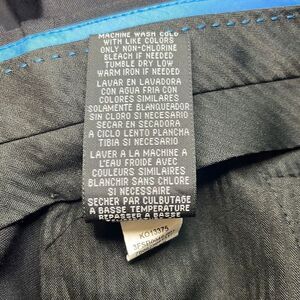 MACHINE WASH COLD
WITH LIKE COLORS
ONLY NON-CHLORINE
BLEACH IF NEEDED
TUMBLE DRY LOW
WARM IRON IF NEEDED
LAVAR EN LAVADORA
CON AGUA FRIA CON
COLORES SIMILARES
SOLAMENTE BLANQUEADOR
SIN CLORO SI NECESARIO
SECAR EN SECADORA
A CICLO LENTO PLANCHA
TIBIA SI NECESARIO
LAVER A LA MACHINE A
L'EAU FROIDE AVEC
COULEURS SIMILAIRES
BLANCHIR SANS CHLORE
SI NECESSAIRE
SECHER PAR CULBUTAGE
A BASSE TEMPERATURE
REPASSER A BASSE
KO13375